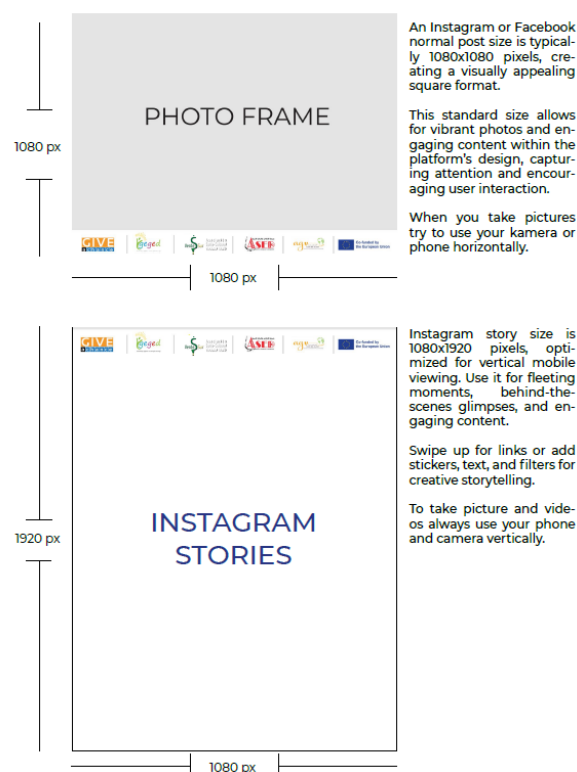 An Instagram or Facebook
normal post size is typical-
ly 1080x1080 pixels, cre-
ating a visually appealing
square format.
This standard size allows
for vibrant photos and en-
gaging content within the
platform's design, captur-
ing attention and encour-
aging user interaction.
When you take pictures
try to use your kamera or
phone horizontally.
PHOTO FRAME
1080 px
GIVE
ASEE
Co-funded by
the European Union
1080 px
Instagram story size is
1080x1920 pixels, opti-
mized for vertical mobile
viewing. Use it for fleeting
moments, behind-the-
scenes glimpses, and en-
gaging content.
Swipe up for links or add
stickers, text, and filters for
creative storytelling.
To take picture and vide-
os always use your phone
and camera vertically.
GIVE
ASEE
Co-funded by
the European Union
INSTAGRAM
STORIES
1920 px
1080 px